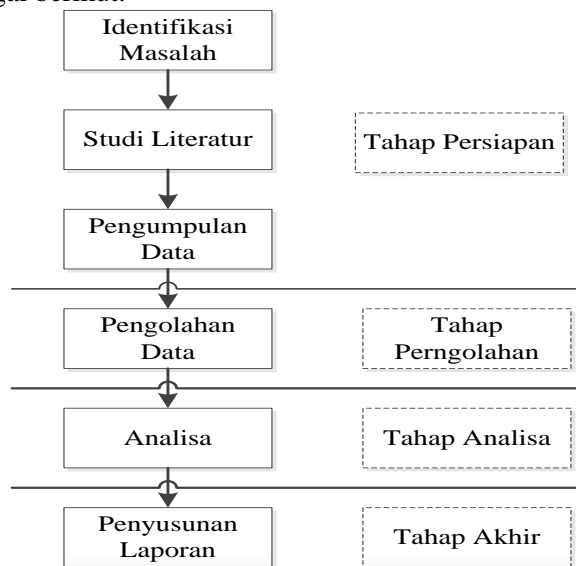 Identifikasi
Masalah
Studi Literatur
Tahap Persiapan
Pengumpulan
Data
Pengolahan
Data
Tahap
Perngolahan
Analisa
Tahap Analisa
Penyusunan
Laporan
Tahap Akhir